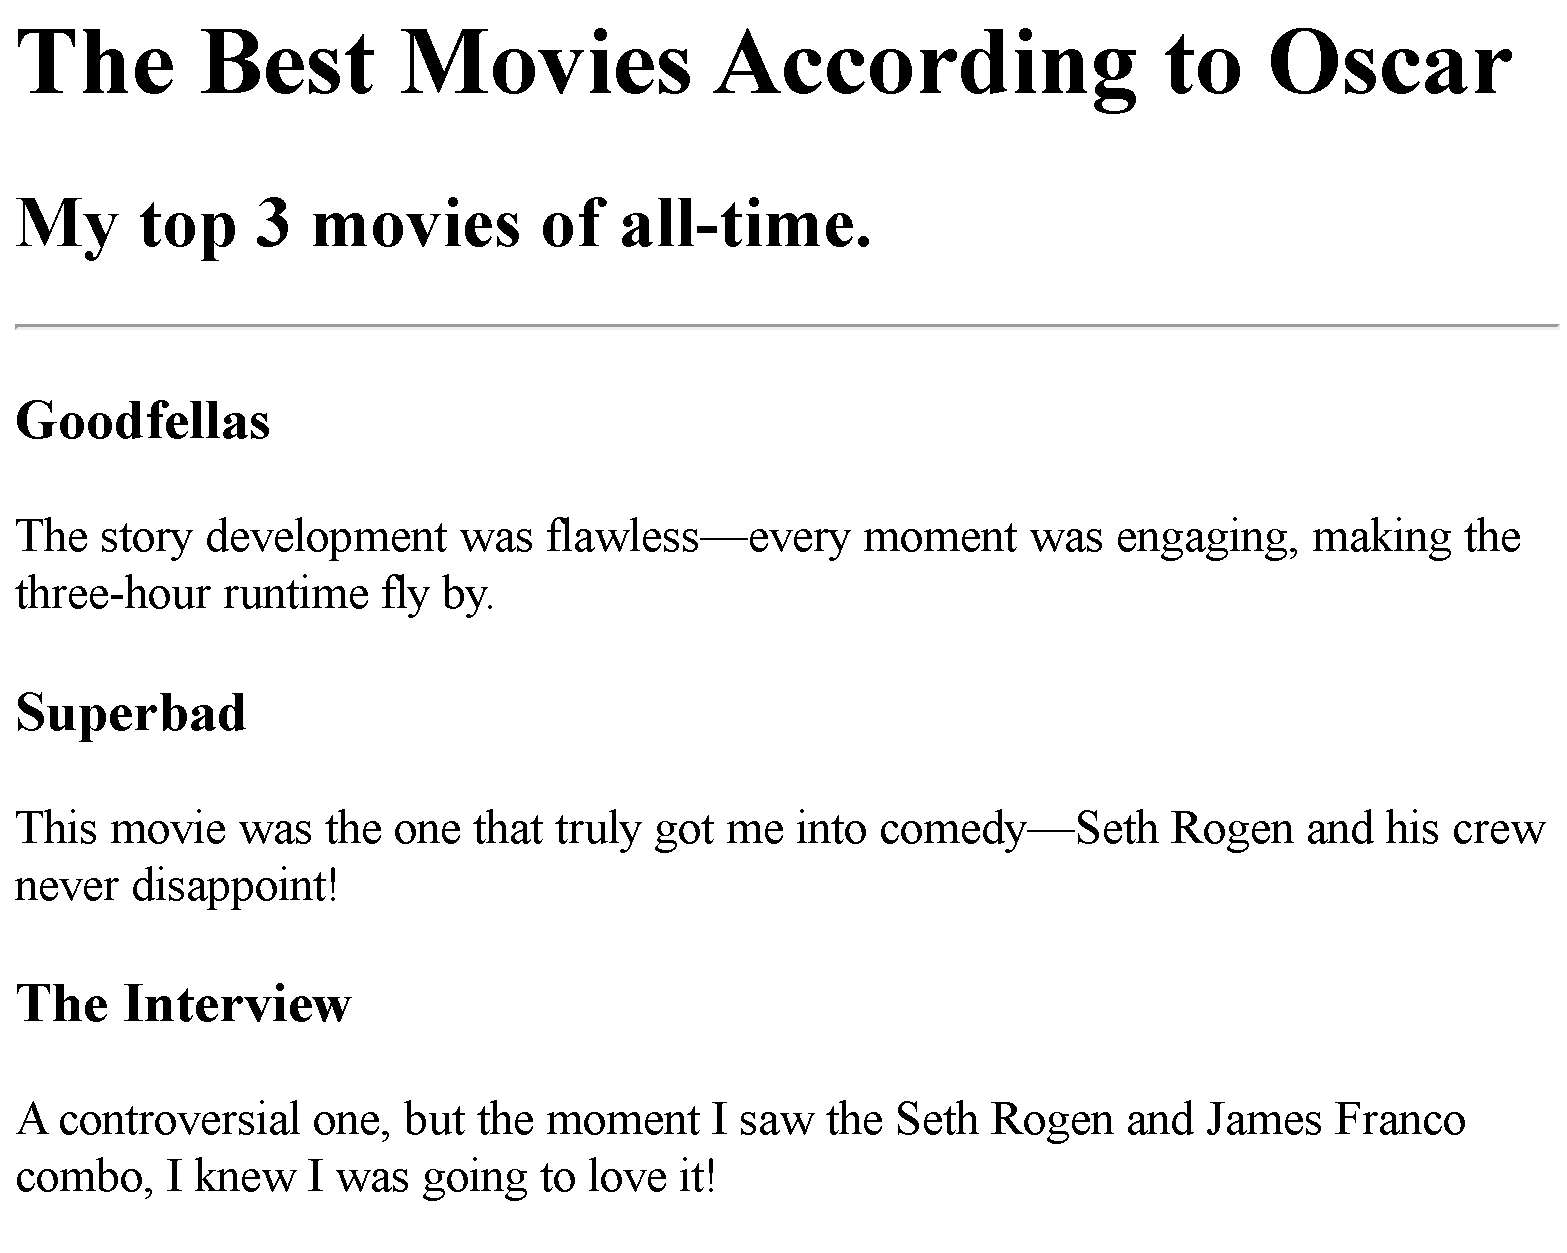 The Best Movies According to Oscar
My top 3 movies of all-time.
Goodfellas
The story development was flawless—every moment was engaging, making the
three-hour runtime fly by.
Superbad
This movie was the one that truly got me into comedy—Seth Rogen and his crew
never disappoint!
The Interview
A controversial one, but the moment I saw the Seth Rogen and James Franco
combo, I knew I was going to love it!